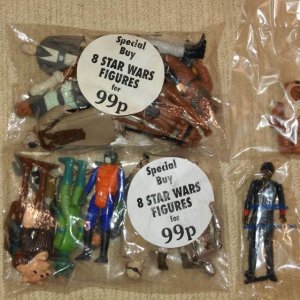 Special
Buy
8 STAR WARS
FIGURES
for
99p
Special
Buy
8 STAR WARS
FIGURES
for
99p